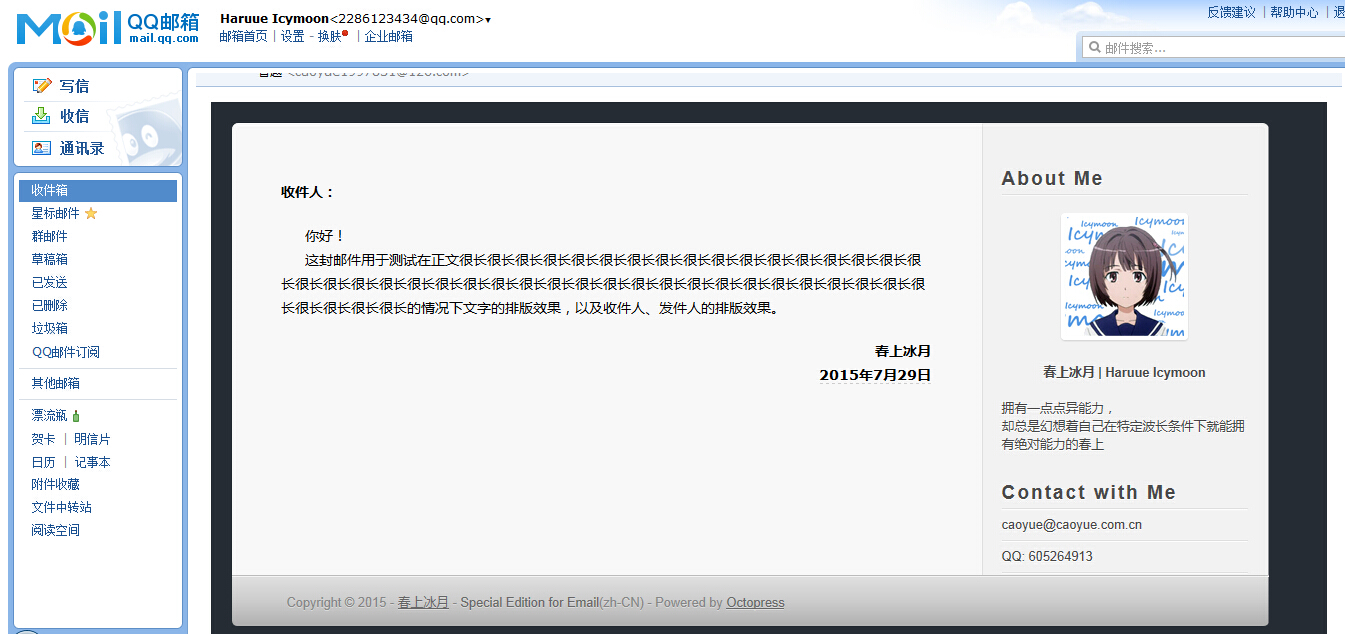 Mail QQ邮箱
mail.qq.com
Haruue Icymoon<2286123434@qq.com>
邮箱首页 | 设置 - 换肤 | 企业邮箱
反馈建议 | 帮助中心 | 退
邮件搜索...
写信
收信
通讯录
收件箱
星标邮件
群邮件
草稿箱
已发送
已删除
垃圾箱
QQ邮件订阅
其他邮箱
漂流瓶
贺卡 | 明信片
日历 | 记事本
附件收藏
文件中转站
阅读空间
收件人：
你好！
这封邮件用于测试在正文很长很长很长很长很长很长很长很长很长很长很长很长很长很长很长很长很
长很长很长很长很长很长很长很长很长很长很长很长很长很长很长很长很长很长很长很长很长很长很
长很长很长很长很长的情况下文字的排版效果，以及收件人、发件人的排版效果。
春上冰月
2015年7月29日
About Me
Icymoon
春上冰月 | Haruue Icymoon
拥有一点点异能力，
却总是幻想着自己在特定波长条件下就能拥
有绝对能力的春上
Contact with Me
caoyue@caoyue.com.cn
QQ: 605264913
Copyright © 2015 - 春上冰月 - Special Edition for Email(zh-CN) - Powered by Octopress